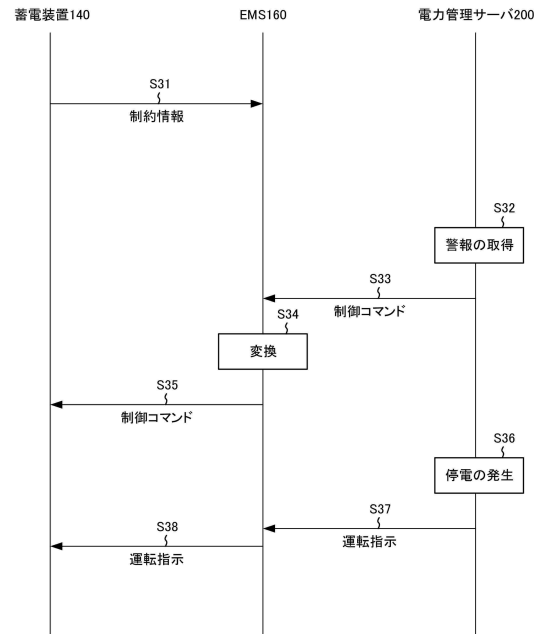 蓄電装置140
EMS160
電力管理サーバ200
S31
制約情報
S32
警報の取得
S33
制御コマンド
S34
変換
S35
制御コマンド
S36
停電の発生
S37
運転指示
S38
運転指示